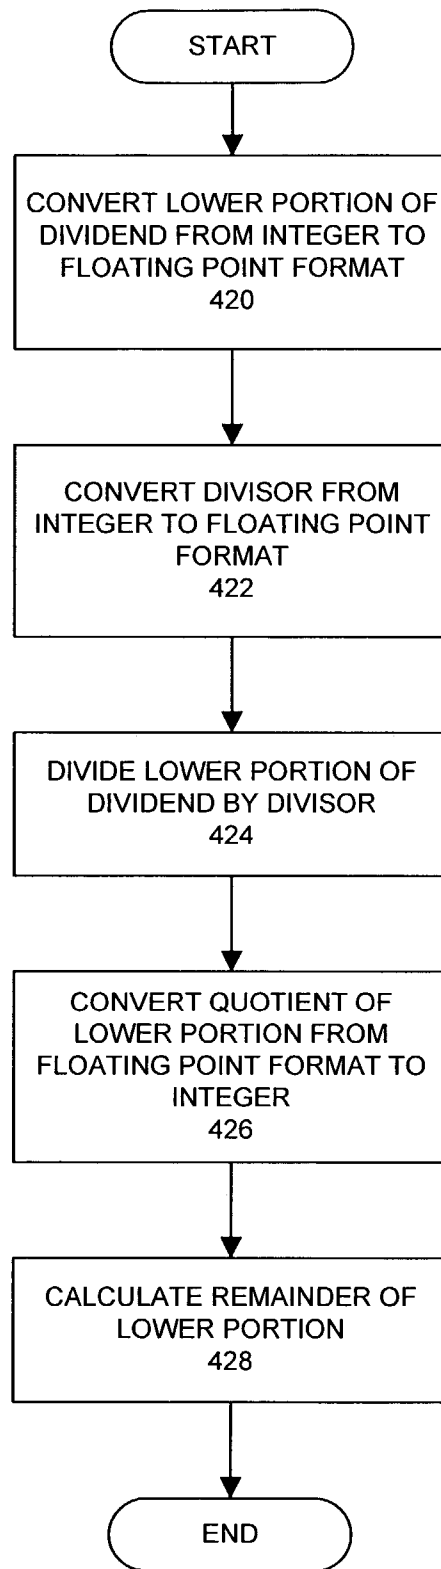 START
CONVERT LOWER PORTION OF
DIVIDEND FROM INTEGER TO
FLOATING POINT FORMAT
420
CONVERT DIVISOR FROM
INTEGER TO FLOATING POINT
FORMAT
422
DIVIDE LOWER PORTION OF
DIVIDEND BY DIVISOR
424
CONVERT QUOTIENT OF
LOWER PORTION FROM
FLOATING POINT FORMAT TO
INTEGER
426
CALCULATE REMAINDER OF
LOWER PORTION
428
END